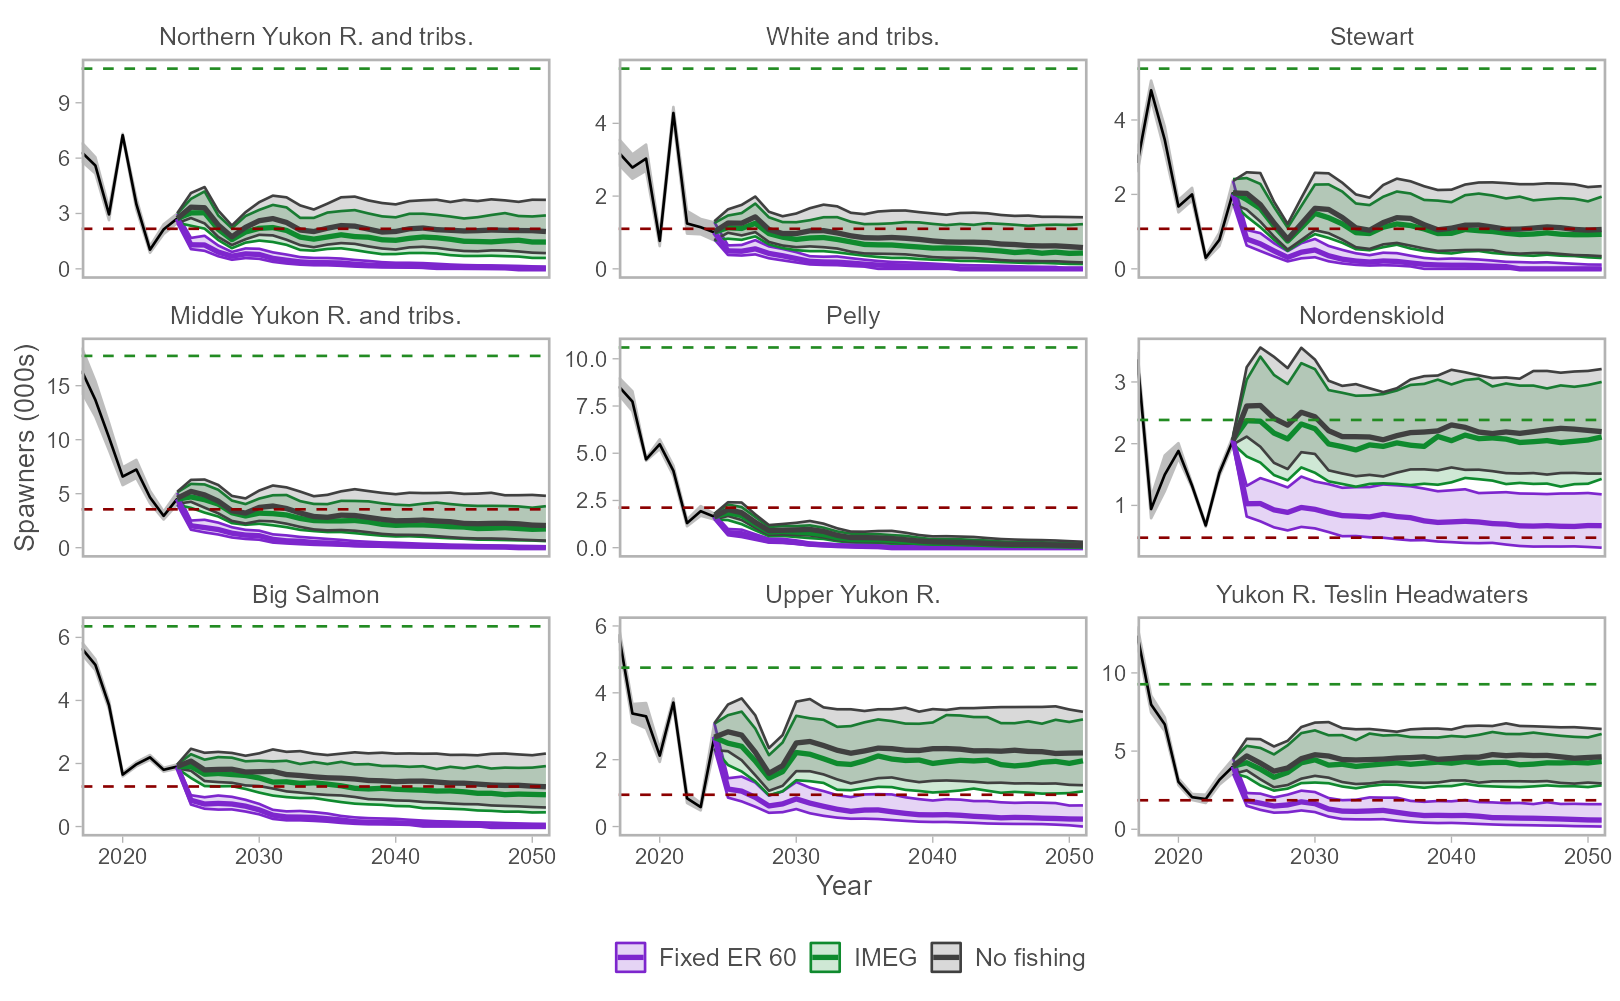 Northern Yukon R. and tribs.
White and tribs.
Stewart
9
6
3
0
4
2
0
4
2
0
Middle Yukon R. and tribs.
Pelly
Nordenskiold
Spawners (000s)
15
10
5
0
10.0
7.5
5.0
2.5
0.0
3
2
1
Big Salmon
Upper Yukon R.
Yukon R. Teslin Headwaters
6
4
2
0
6
4
2
0
10
5
0
2020 2030 2040 2050
2020 2030 2040 2050
2020 2030 2040 2050
Year
Fixed ER 60 IMEG No fishing